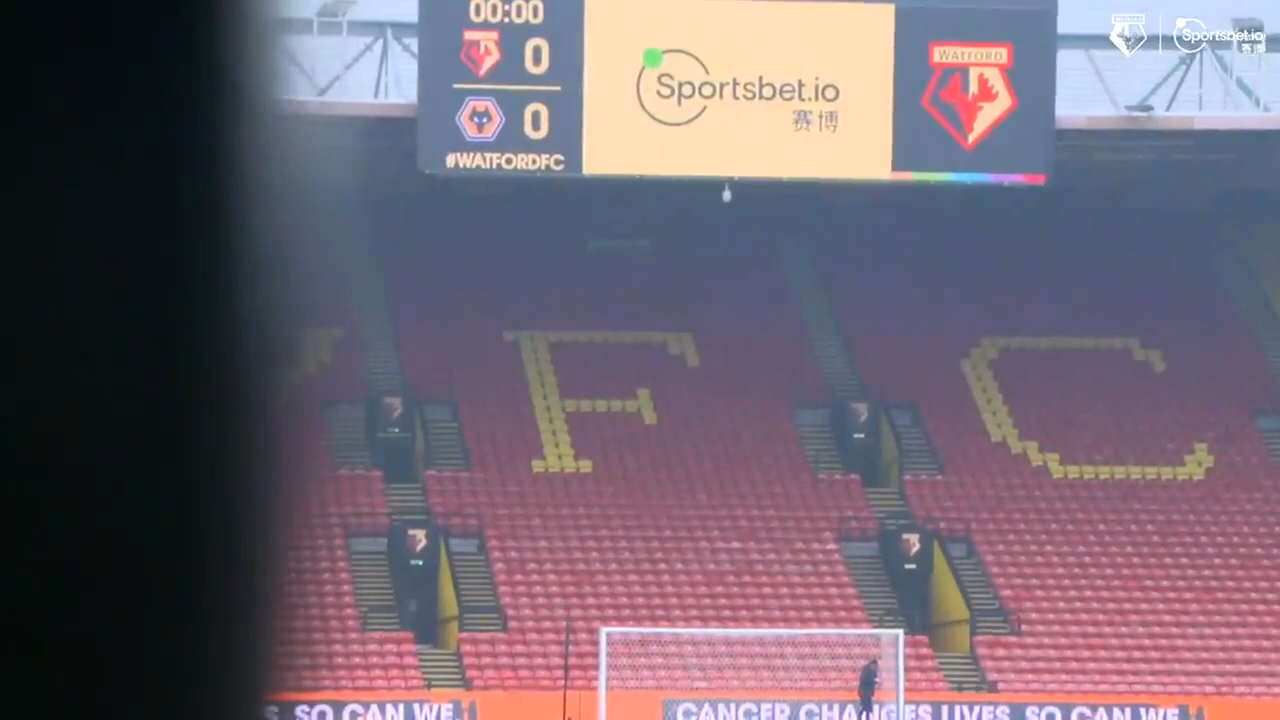 00:00
0
0
#WATFORDFC
Sportsbet.io
赛博
WATFORD
Sportsbet.io
赛博
F C
S, SO CAN WE
CANCER CHANGES LIVES, SO CAN WE